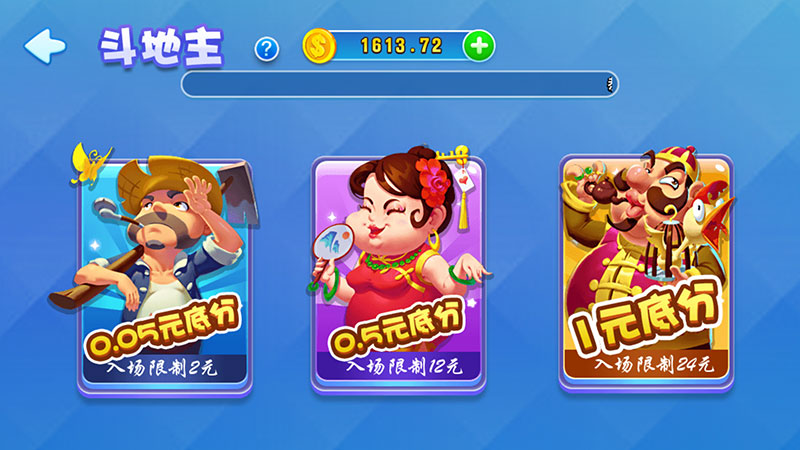 斗地主
?
1613.72
0.05元底分
入场限制2元
0.5元底分
入场限制12元
1元底分
入场限制24元